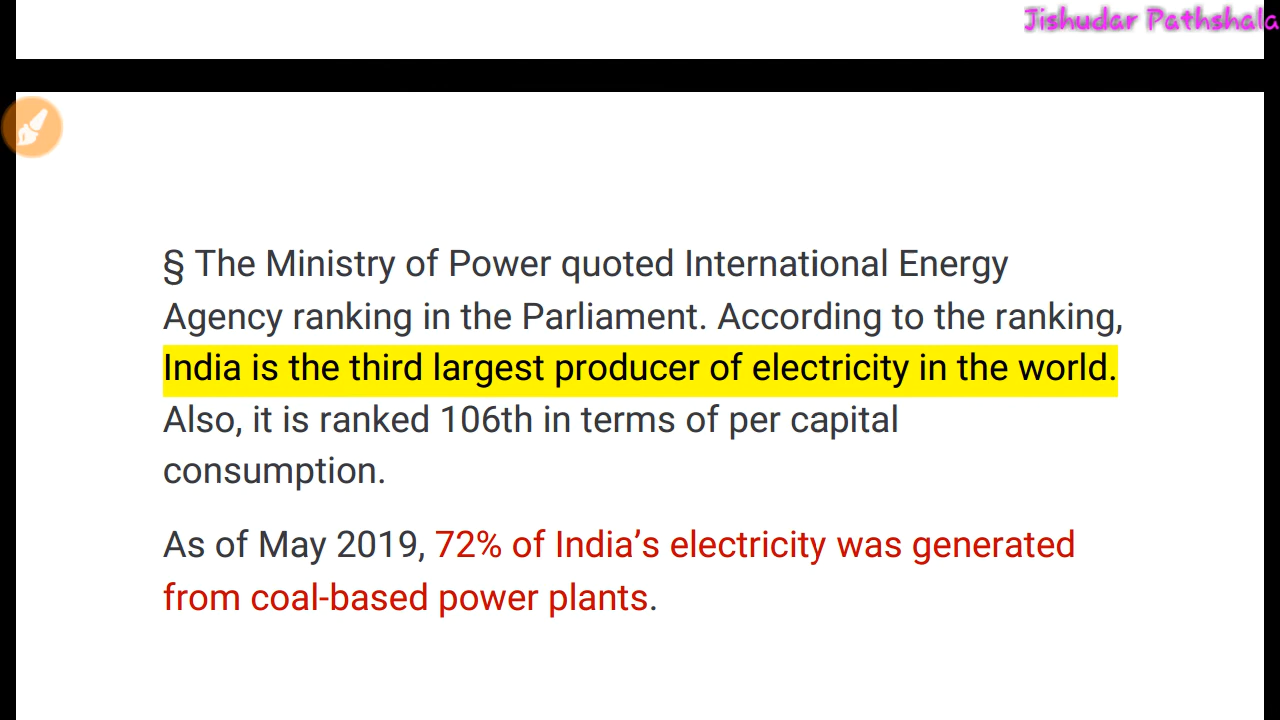 Jishudar Pathshala
§ The Ministry of Power quoted International Energy
Agency ranking in the Parliament. According to the ranking,
India is the third largest producer of electricity in the world.
Also, it is ranked 106th in terms of per capital
consumption.
As of May 2019, 72% of India’s electricity was generated
from coal-based power plants.